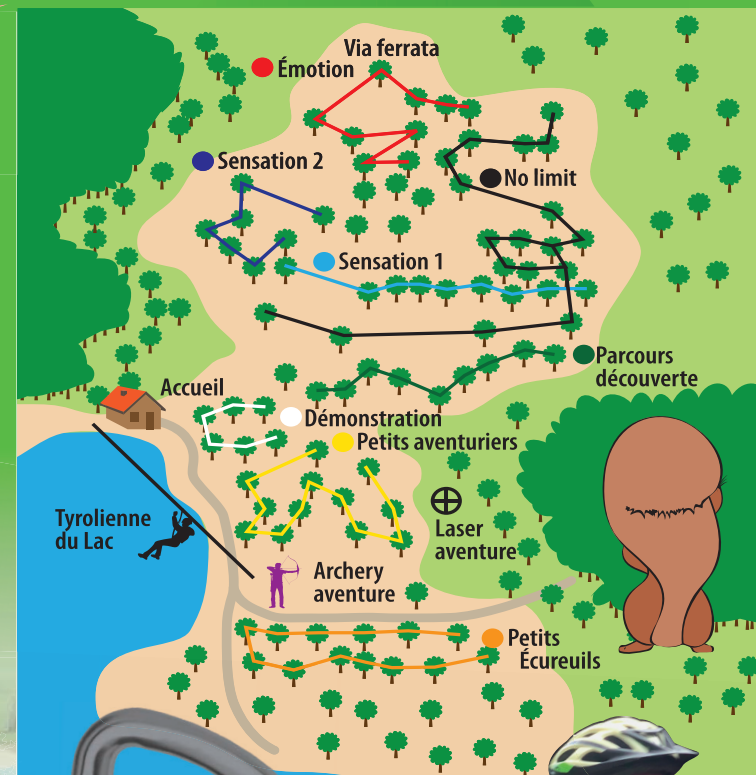 Via ferrata
Émotion
Sensation 2
No limit
Sensation 1
Parcours
découverte
Accueil
Démonstration
Petits aventuriers
Tyrolienne
du Lac
Laser
aventure
Archery
aventure
Petits
Écureuils